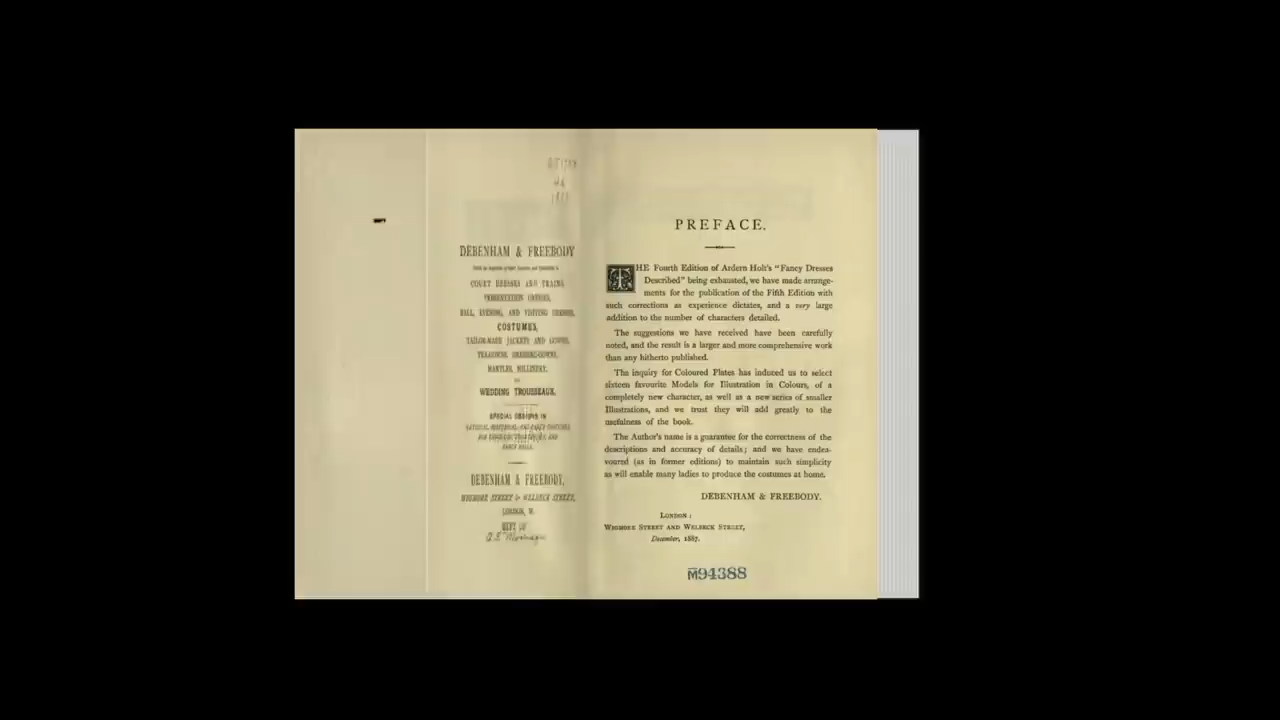 DEBENHAM & FREEBODY
COURT DRESSES AND TRAINS
PRESENTATION DRESSES,
BALL, EVENING, AND VISITING DRESSES,
COSTUMES,
TAILOR-MADE JACKETS AND GOWNS,
TEA-GOWNS, DRESSING-GOWNS,
MANTLES, MILLINERY,
WEDDING TROUSSEAUX.
SPECIAL DESIGNS IN
FANCY BALLS.
DEBENHAM & FREEBODY,
WIGMORE STREET & WELBECK STREET,
LONDON, W.
GIFT OF
PREFACE.
THE Fourth Edition of Ardern Holt's "Fancy Dresses
Described" being exhausted, we have made arrange-
ments for the publication of the Fifth Edition with
such corrections as experience dictates, and a very large
addition to the number of characters detailed.
The suggestions we have received have been carefully
noted, and the result is a larger and more comprehensive work
than any hitherto published.
The inquiry for Coloured Plates has induced us to select
sixteen favourite Models for Illustration in Colours, of a
completely new character, as well as a new series of smaller
Illustrations, and we trust they will add greatly to the
usefulness of the book.
The Author's name is a guarantee for the correctness of the
descriptions and accuracy of details; and we have endea-
voured (as in former editions) to maintain such simplicity
as will enable many ladies to produce the costumes at home.
DEBENHAM & FREEBODY.
LONDON:
WIGMORE STREET AND WELBECK STREET,
December, 1887.
M94388